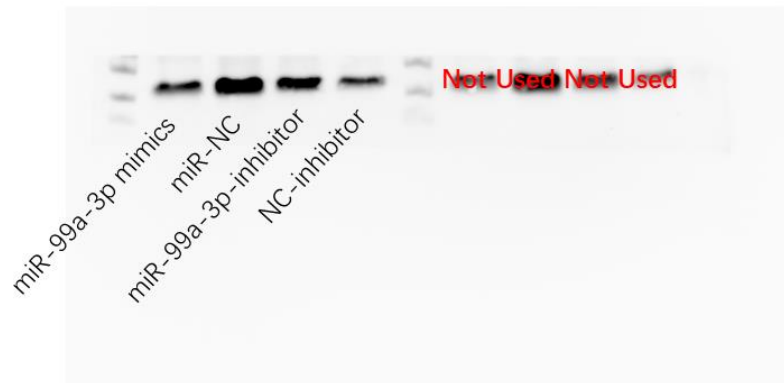 Not Used Not Used
miR-99a-3p mimics
miR-NC
miR-99a-3p-inhibitor
NC-inhibitor